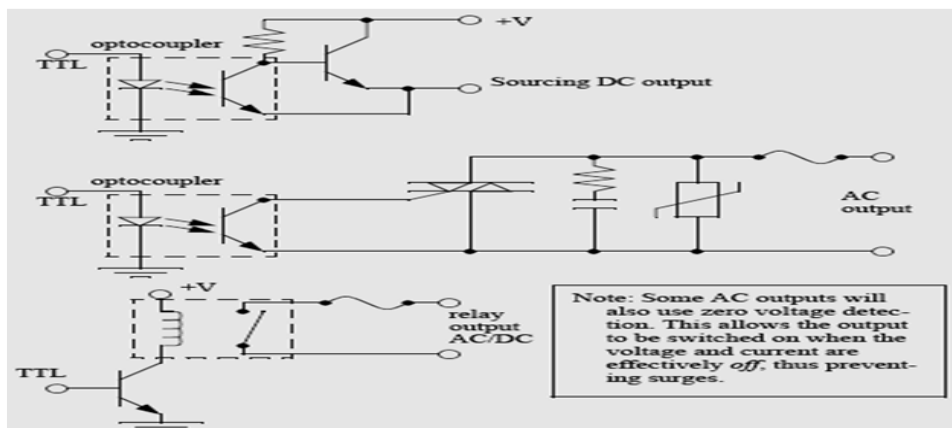 +V
optocoupler
TTL
Sourcing DC output
optocoupler
TTL
AC
output
+V
relay
output
AC/DC
TTL
Note: Some AC outputs will
also use zero voltage detec-
tion. This allows the output
to be switched on when the
voltage and current are
effectively off, thus prevent-
ing surges.